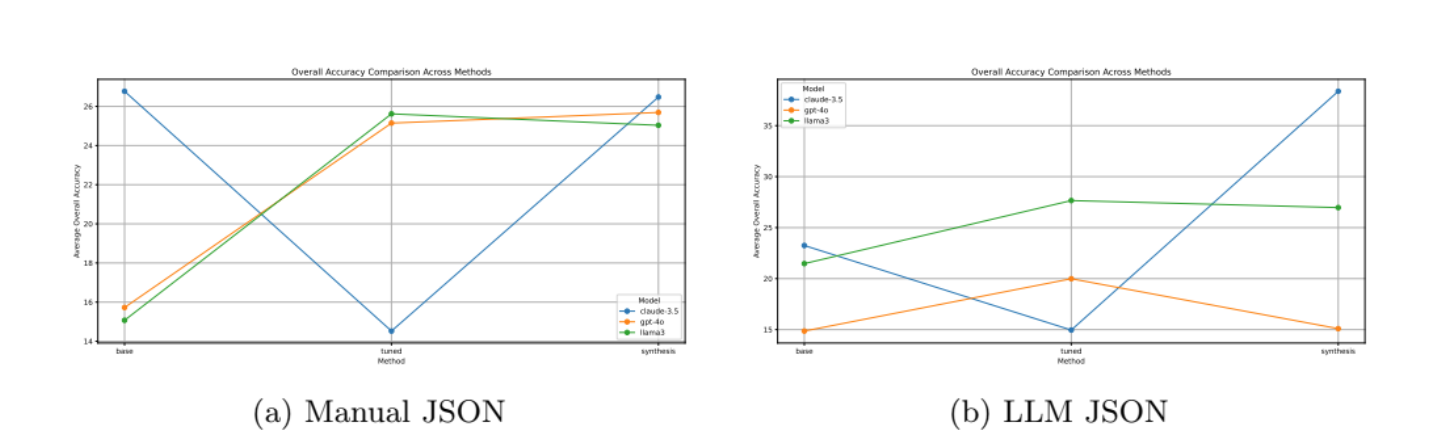 Overall Accuracy Comparison Across Methods
Average Overall Accuracy
26
24
22
20
18
16
14
base
tuned
synthesis
Method
Model
claude-3.5
gpt-4o
llama3
(a) Manual JSON
Overall Accuracy Comparison Across Methods
Model
claude-3.5
gpt-4o
llama3
Average Overall Accuracy
35
30
25
20
15
base
tuned
synthesis
Method
(b) LLM JSON